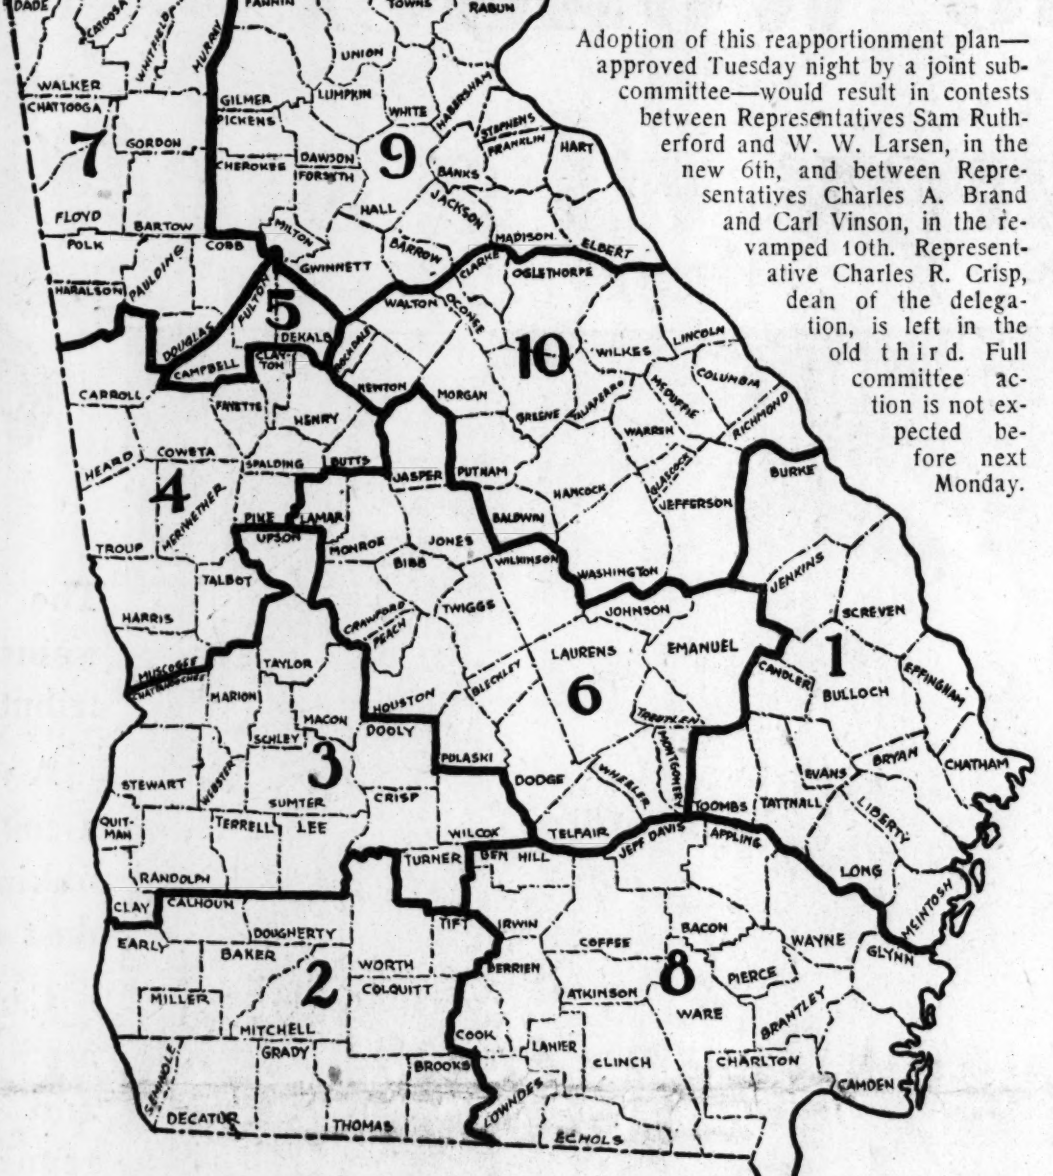 Adoption of this reapportionment plan—
approved Tuesday night by a joint sub-
committee—would result in contests
between Representatives Sam Ruth-
erford and W. W. Larsen, in the
new 6th, and between Repre-
sentatives Charles A. Brand
and Carl Vinson, in the re-
vamped 10th. Represent-
ative Charles R. Crisp,
dean of the delega-
tion, is left in the
old third. Full
committee ac-
tion is not ex-
pected be-
fore next
Monday.
DADE
CATOOSA
WHITFIELD
MURRAY
FANNIN
TOWNS
RABUN
UNION
WALKER
CHATTOOGA
GILMER
PICKENS
LUMPKIN
WHITE
HABERSHAM
STEPHENS
FRANKLIN
HART
7
GORDON
CHEROKEE
DAWSON
FORSYTH
9
BANKS
FLOYD
BARTOW
POLK
COBB
MILTON
HALL
JACKSON
BARROW
MADISON
ELBERT
CLARKE
OGLETHORPE
GWINNETT
HARALSON
PAULDING
FULTON
5
DEKALB
WALTON
OCONEE
DOUGLAS
CAMPBELL
CLAY-
TON
ROCKDALE
10
WILKES
LINCOLN
CARROLL
FAYETTE
HENRY
NEWTON
MORGAN
GREENE
TALIAFERRO
MCDUFFIE
COLUMBIA
RICHMOND
WARREN
HEARD
COWETA
SPALDING
BUTTS
JASPER
PUTNAM
HANCOCK
GLASCOCK
JEFFERSON
BURKE
4
MERIWETHER
PIKE
LAMAR
UPSON
MONROE
JONES
BALDWIN
WILKINSON
WASHINGTON
TROUP
TALBOT
BIBB
JENKINS
SCREVEN
HARRIS
CRAWFORD
PEACH
TWIGGS
JOHNSON
LAURENS
EMANUEL
MUSCOGEE
CHATTAHOOCHEE
TAYLOR
MARION
MACON
HOUSTON
BLECKLEY
6
TREUTLEN
CANDLER
1
BULLOCH
EFFINGHAM
SCHLEY
DOOLY
PULASKI
MONTGOMERY
STEWART
WEBSTER
3
SUMTER
CRISP
DODGE
WHEELER
TOOMBS
TATTNALL
EVANS
BRYAN
CHATHAM
QUIT-
MAN
TERRELL
LEE
WILCOX
TELFAIR
JEFF DAVIS
APPLING
LIBERTY
RANDOLPH
TURNER
BEN HILL
LONG
MCINTOSH
CLAY
CALHOUN
TIFT
IRWIN
EARLY
DOUGHERTY
BAKER
WORTH
COLQUITT
BERRIEN
COFFEE
BACON
WAYNE
GLYNN
2
MILLER
MITCHELL
ATKINSON
8
PIERCE
WARE
BRANTLEY
SEMINOLE
GRADY
COOK
BROOKS
LANIER
CLINCH
CHARLTON
CAMDEN
DECATUR
THOMAS
LOWNDES
ECHOLS